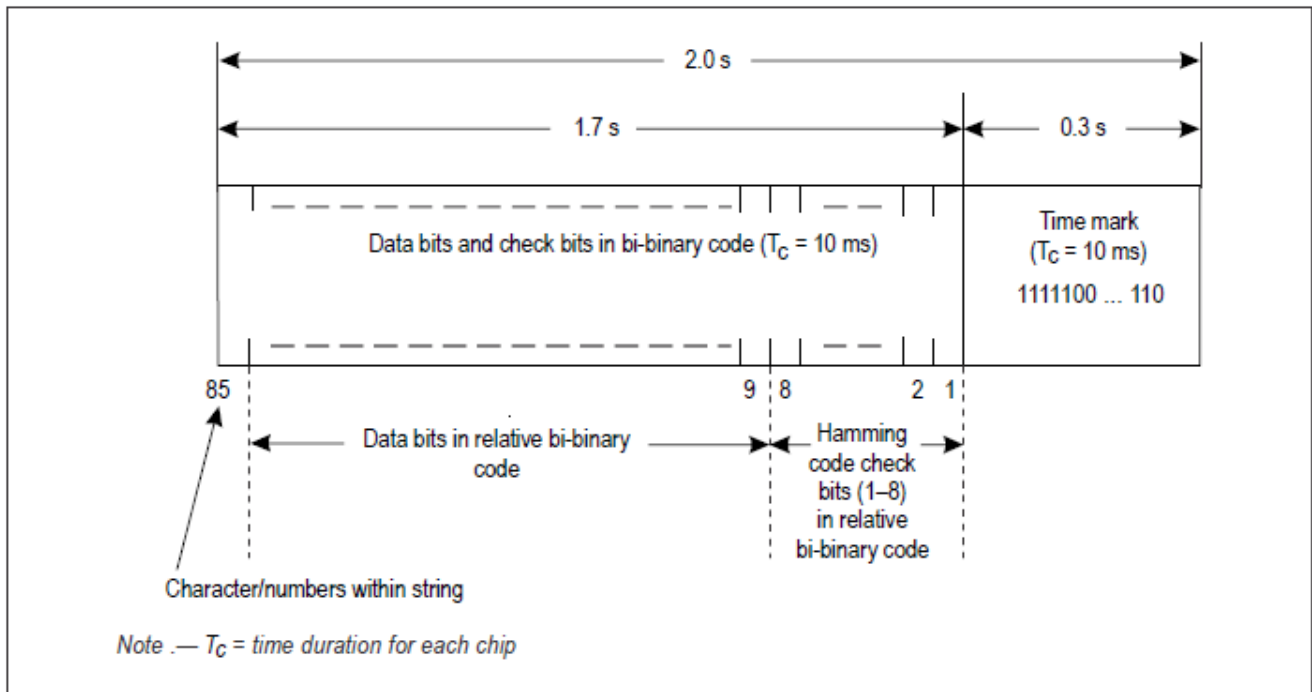 2.0 s
1.7 s
0.3 s
Data bits and check bits in bi-binary code (TC = 10 ms)
Time mark
(TC = 10 ms)
1111100 ... 110
85
9
8
2
1
Data bits in relative bi-binary
code
Hamming
code check
bits (1–8)
in relative
bi-binary code
Character/numbers within string
Note .— TC = time duration for each chip